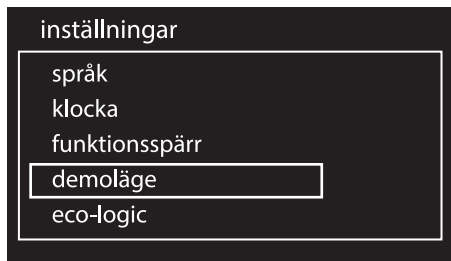 inställningar
språk
klocka
funktionsspärr
demoläge
eco-logic